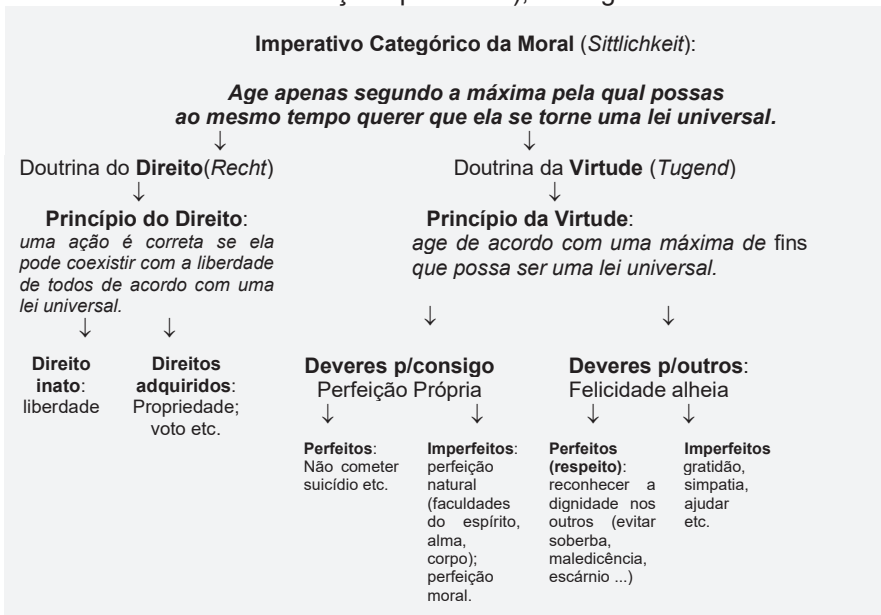 Imperativo Categórico da Moral (Sittlichkeit):
Age apenas segundo a máxima pela qual possas
ao mesmo tempo querer que ela se torne uma lei universal.
↓ ↓
Doutrina do Direito(Recht) Doutrina da Virtude (Tugend)
↓ ↓
Princípio do Direito:
uma ação é correta se ela
pode coexistir com a liberdade
de todos de acordo com uma
lei universal.
Princípio da Virtude:
age de acordo com uma máxima de fins
que possa ser uma lei universal.
↓ ↓ ↓ ↓
Direito
inato:
liberdade
Direitos
adquiridos:
Propriedade;
voto etc.
Deveres p/consigo
Perfeição Própria
↓ ↓
Deveres p/outros:
Felicidade alheia
↓ ↓
Perfeitos:
Não cometer
suicídio etc.
Imperfeitos:
perfeição
natural
(faculdades
do espírito,
alma,
corpo);
perfeição
moral.
Perfeitos
(respeito):
reconhecer a
dignidade nos
outros (evitar
soberba,
maledicência,
escárnio ...)
Imperfeitos
gratidão,
simpatia,
ajudar
etc.